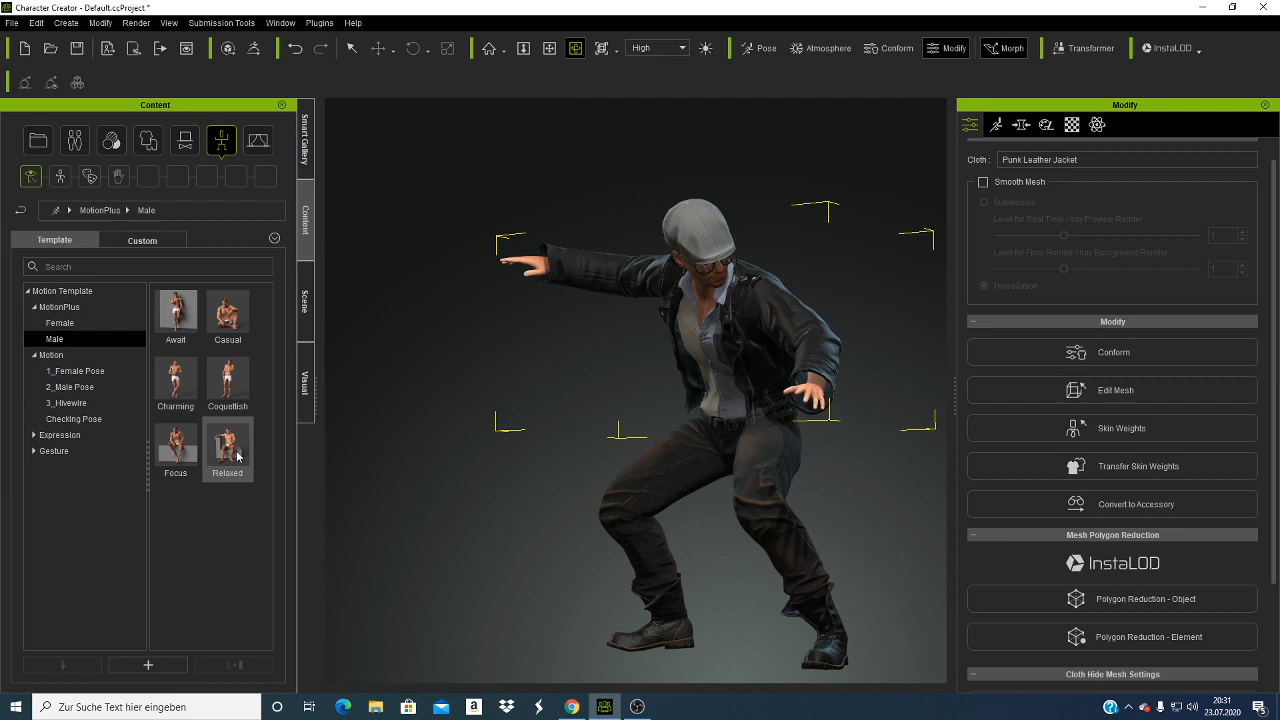 Character Creator - Default.ccProject *
File Edit Create Modify Render View Submission Tools Window Plugins Help
High Pose Atmosphere Conform Modify Morph Transformer InstaLOD
Content
Modify
Smart Gallery
Content
Scene
Visual
Cloth : Punk Leather Jacket
Smooth Mesh
Subdivision
Level for Real Time / Iray Preview Render
1
Level for Final Render / Iray Background Render
1
Tessellation
MotionPlus Male
Template Custom
Search
Motion Template
MotionPlus
Female
Male
Motion
1_Female Pose
2_Male Pose
3_Hivewire
Checking Pose
Expression
Gesture
Await Casual
Charming Coquettish
Focus Relaxed
Modify
Conform
Edit Mesh
Skin Weights
Transfer Skin Weights
Convert to Accessory
Mesh Polygon Reduction
InstaLOD
Polygon Reduction - Object
Polygon Reduction - Element
Cloth Hide Mesh Settings
Zur Suche Text hier eingeben
20:31
23.07.2020